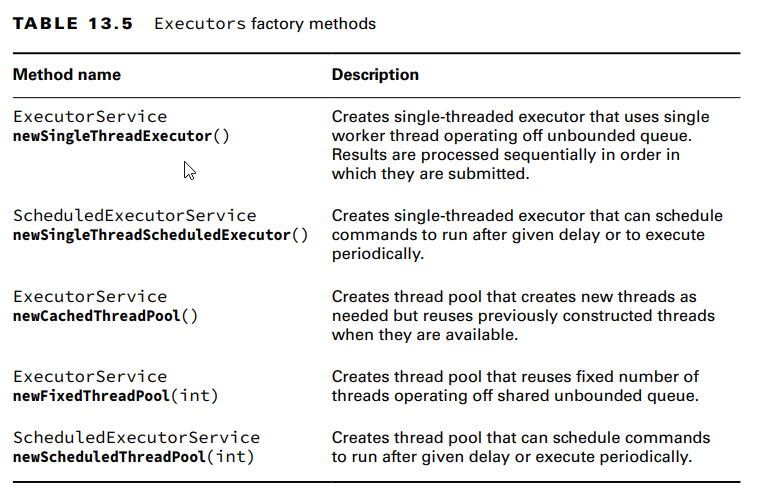 TABLE 13.5 Executors factory methods
Method name Description
ExecutorService
newSingleThreadExecutor()
Creates single-threaded executor that uses single
worker thread operating off unbounded queue.
Results are processed sequentially in order in
which they are submitted.
ScheduledExecutorService
newSingleThreadScheduledExecutor()
Creates single-threaded executor that can schedule
commands to run after given delay or to execute
periodically.
ExecutorService
newCachedThreadPool()
Creates thread pool that creates new threads as
needed but reuses previously constructed threads
when they are available.
ExecutorService
newFixedThreadPool(int)
Creates thread pool that reuses fixed number of
threads operating off shared unbounded queue.
ScheduledExecutorService
newScheduledThreadPool(int)
Creates thread pool that can schedule commands
to run after given delay or execute periodically.